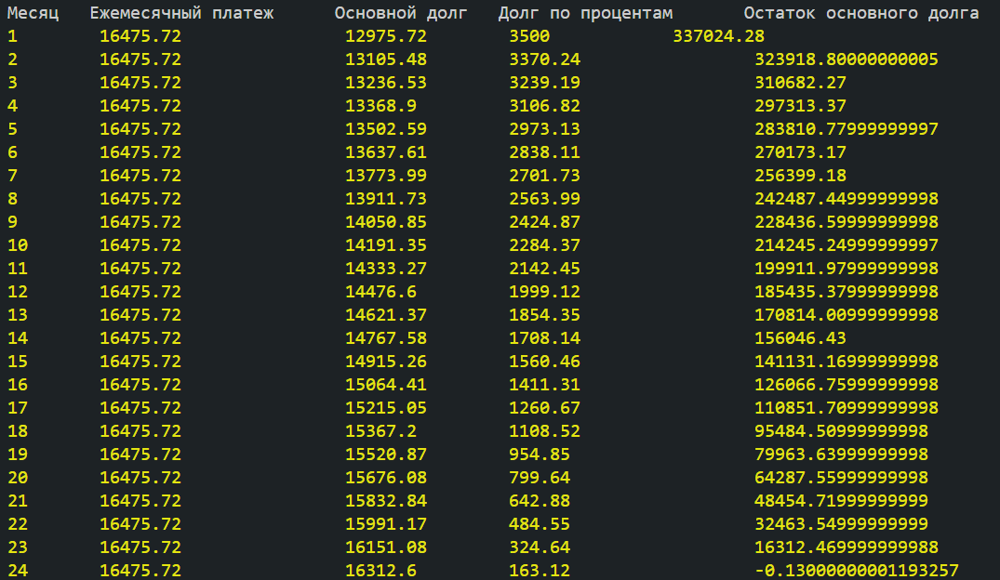 Месяц Ежемесячный платеж Основной долг Долг по процентам Остаток основного долга
1 16475.72 12975.72 3500 337024.28
2 16475.72 13105.48 3370.24 323918.80000000005
3 16475.72 13236.53 3239.19 310682.27
4 16475.72 13368.9 3106.82 297313.37
5 16475.72 13502.59 2973.13 283810.77999999997
6 16475.72 13637.61 2838.11 270173.17
7 16475.72 13773.99 2701.73 256399.18
8 16475.72 13911.73 2563.99 242487.44999999998
9 16475.72 14050.85 2424.87 228436.59999999998
10 16475.72 14191.35 2284.37 214245.24999999997
11 16475.72 14333.27 2142.45 199911.97999999998
12 16475.72 14476.6 1999.12 185435.37999999998
13 16475.72 14621.37 1854.35 170814.00999999998
14 16475.72 14767.58 1708.14 156046.43
15 16475.72 14915.26 1560.46 141131.16999999998
16 16475.72 15064.41 1411.31 126066.75999999998
17 16475.72 15215.05 1260.67 110851.70999999998
18 16475.72 15367.2 1108.52 95484.50999999998
19 16475.72 15520.87 954.85 79963.63999999998
20 16475.72 15676.08 799.64 64287.55999999998
21 16475.72 15832.84 642.88 48454.71999999999
22 16475.72 15991.17 484.55 32463.54999999999
23 16475.72 16151.08 324.64 16312.469999999988
24 16475.72 16312.6 163.12 -0.13000000001193257